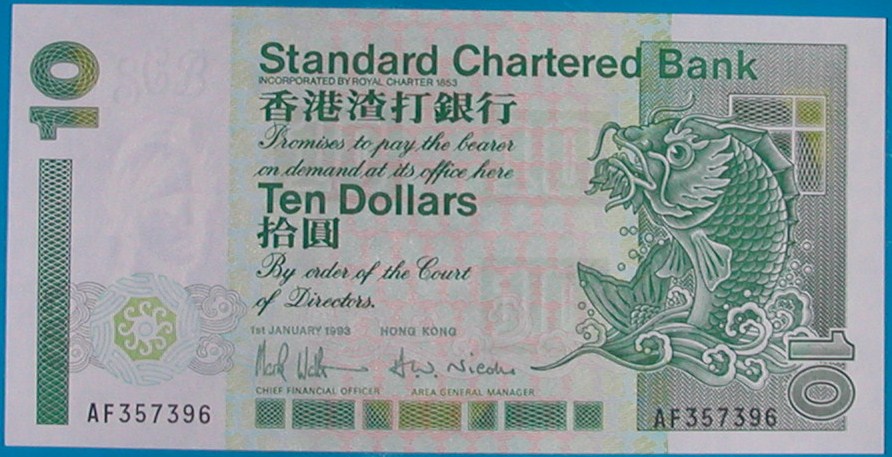 10
Standard Chartered Bank
INCORPORATED BY ROYAL CHARTER 1853
香港渣打銀行
Promises to pay the bearer
on demand at its office here
Ten Dollars
拾圓
By order of the Court
of Directors.
1st JANUARY 1993 HONG KONG
CHIEF FINANCIAL OFFICER AREA GENERAL MANAGER
AF357396
AF357396
10